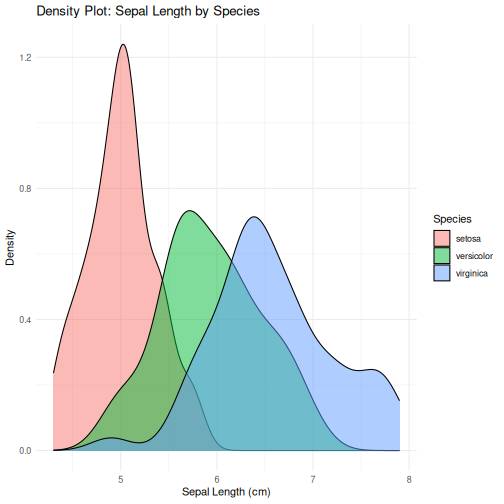 Density Plot: Sepal Length by Species
1.2
0.8
0.4
0.0
Density
5 6 7 8
Sepal Length (cm)
Species
setosa
versicolor
virginica